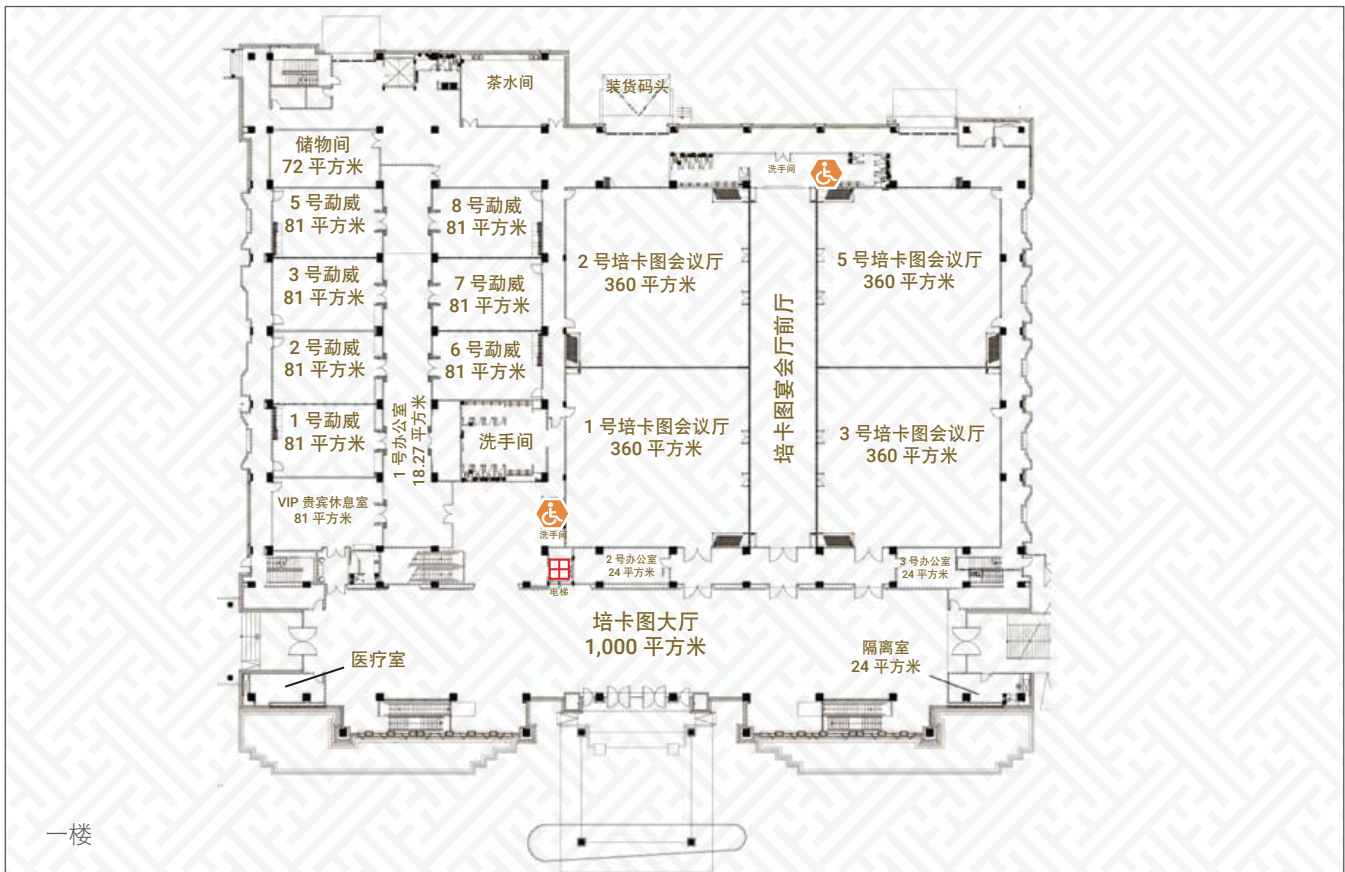 茶水间
装货码头
储物间
72 平方米
洗手间
5 号勐威
81 平方米
8 号勐威
81 平方米
2 号培卡图会议厅
360 平方米
5 号培卡图会议厅
360 平方米
3 号勐威
81 平方米
7 号勐威
81 平方米
培卡图宴会厅前厅
2 号勐威
81 平方米
6 号勐威
81 平方米
1 号勐威
81 平方米
1 号办公室
18.27 平方米
洗手间
1 号培卡图会议厅
360 平方米
3 号培卡图会议厅
360 平方米
VIP 贵宾休息室
81 平方米
洗手间
2 号办公室
24 平方米
3 号办公室
24 平方米
电梯
培卡图大厅
1,000 平方米
医疗室
隔离室
24 平方米
一楼